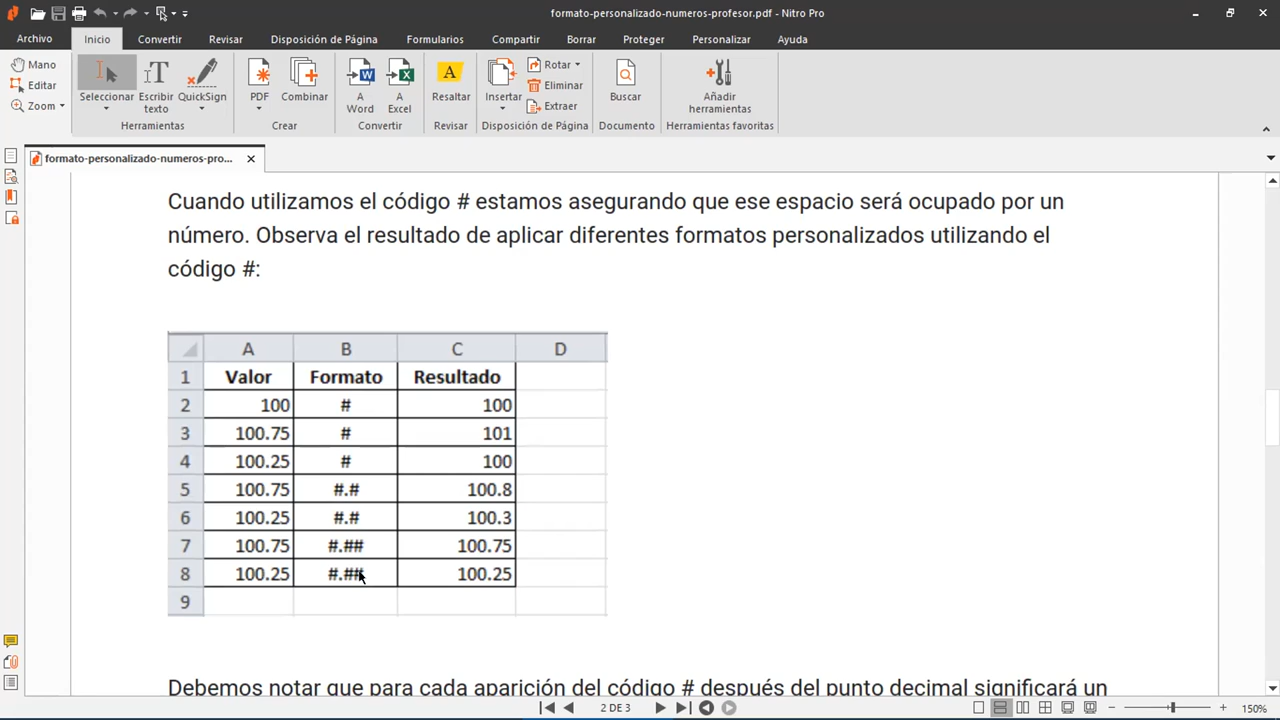 formato-personalizado-numeros-profesor.pdf - Nitro Pro
Archivo Inicio Convertir Revisar Disposición de Página Formularios Compartir Borrar Proteger Personalizar Ayuda
Mano
Editar
Zoom
Seleccionar
Escribir texto
QuickSign
Herramientas
PDF
Combinar
Crear
A Word
A Excel
Convertir
A
Resaltar
Revisar
Insertar
Rotar
Eliminar
Extraer
Disposición de Página
Buscar
Documento
Añadir herramientas
Herramientas favoritas
formato-personalizado-numeros-pro...
Cuando utilizamos el código # estamos asegurando que ese espacio será ocupado por un
número. Observa el resultado de aplicar diferentes formatos personalizados utilizando el
código #:
A B C D
1 Valor Formato Resultado
2 100 # 100
3 100.75 # 101
4 100.25 # 100
5 100.75 #.# 100.8
6 100.25 #.# 100.3
7 100.75 #.## 100.75
8 100.25 #.## 100.25
9
Debemos notar que para cada aparición del código # después del punto decimal significará un
2 DE 3
150%